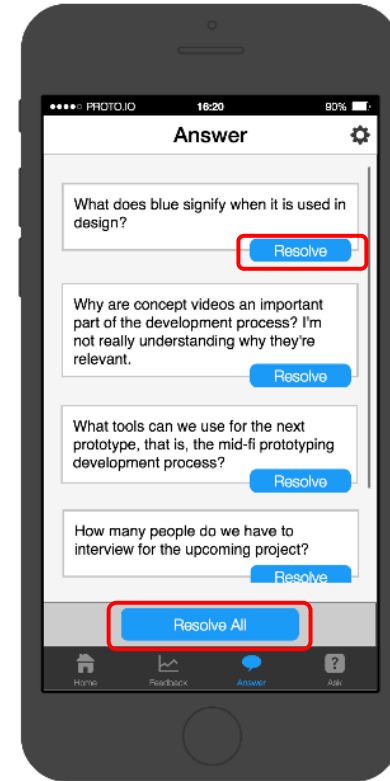 PROTO.IO 16:20 90%
Answer
What does blue signify when it is used in
design?
Resolve
Why are concept videos an important
part of the development process? I'm
not really understanding why they're
relevant.
Resolve
What tools can we use for the next
prototype, that is, the mid-fi prototyping
development process?
Resolve
How many people do we have to
interview for the upcoming project?
Resolve
Resolve All
Home Feedback Answer Ask